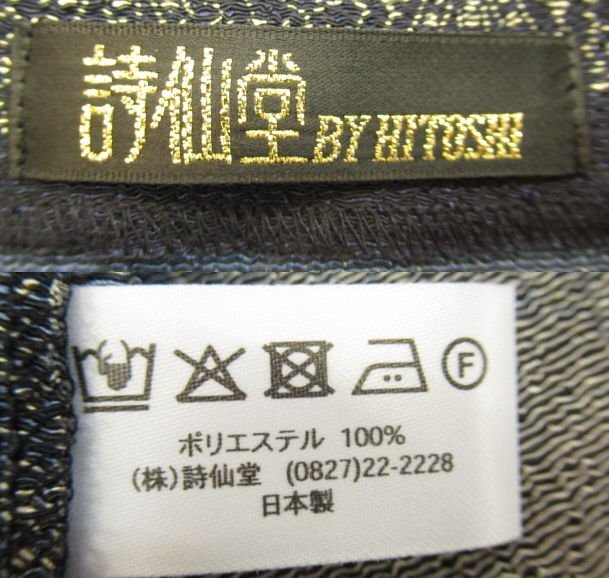 詩仙堂 BY HITOSHI
F
ポリエステル 100%
(株)詩仙堂 (0827)22-2228
日本製